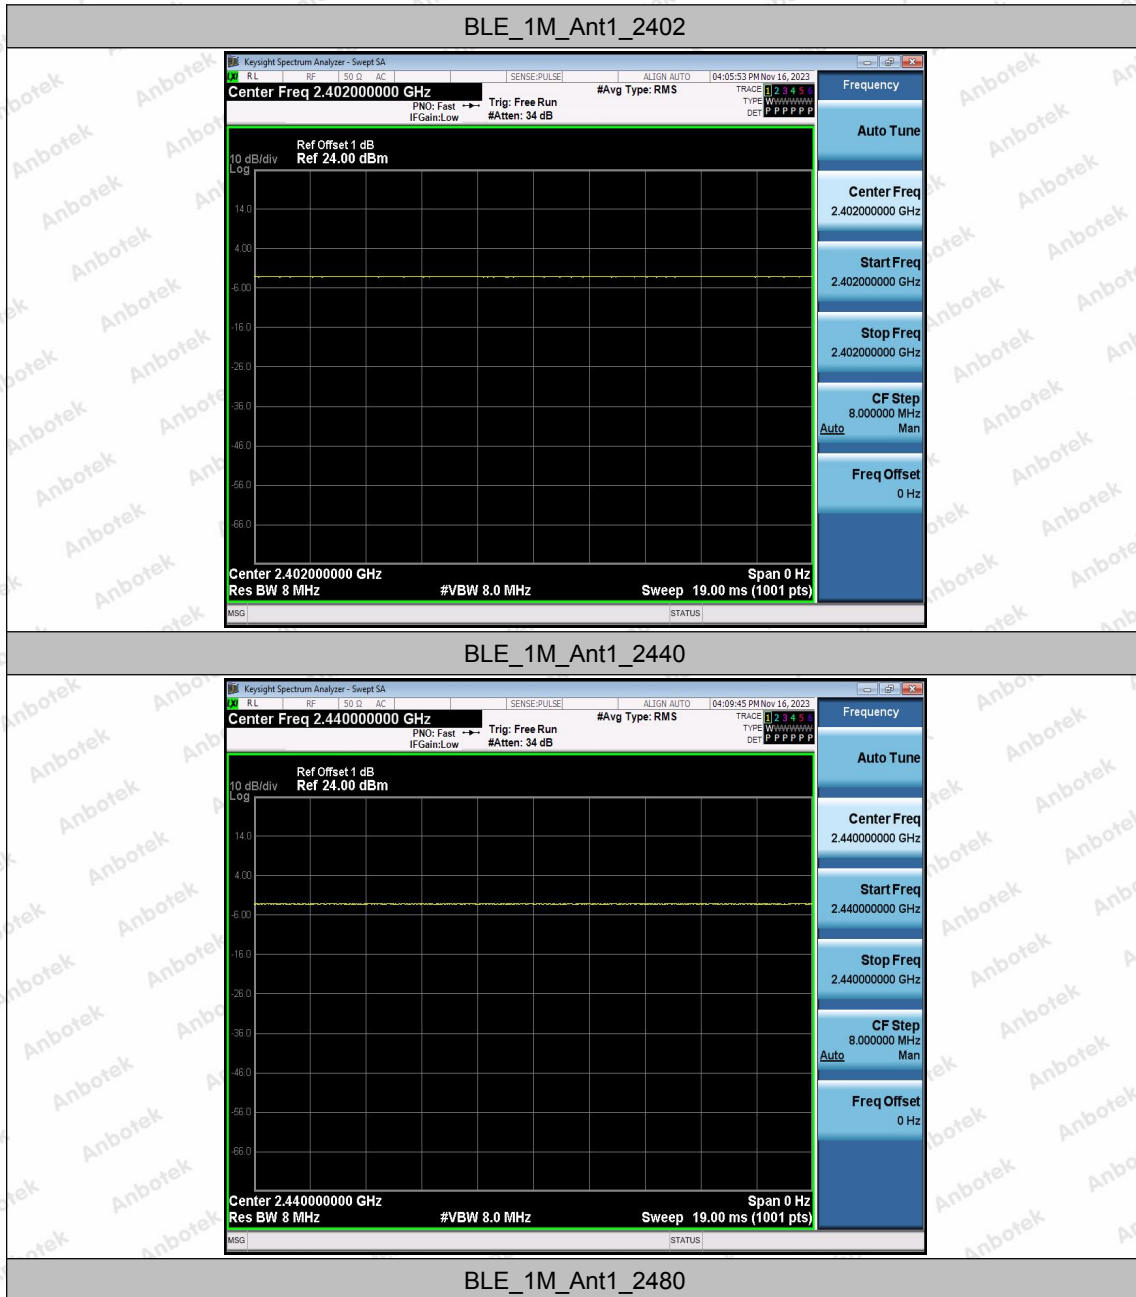 BLE_1M_Ant1_2402
Keysight Spectrum Analyzer - Swept SA
RL RF 50 Ω AC SENSE:PULSE ALIGN AUTO 04:05:53 PM Nov 16, 2023
Center Freq 2.402000000 GHz #Avg Type: RMS TRACE 1 2 3 4 5 6
PNO: Fast Trig: Free Run TYPE WWWWWW
IFGain:Low #Atten: 34 dB DET P P P P P P
Frequency
Auto Tune
Ref Offset 1 dB
10 dB/div Ref 24.00 dBm
Log
14.0
4.00
-6.00
-16.0
-26.0
-36.0
-46.0
-56.0
-66.0
Center Freq
2.402000000 GHz
Start Freq
2.402000000 GHz
Stop Freq
2.402000000 GHz
CF Step
8.000000 MHz
Auto Man
Freq Offset
0 Hz
Center 2.402000000 GHz Span 0 Hz
Res BW 8 MHz #VBW 8.0 MHz Sweep 19.00 ms (1001 pts)
MSG STATUS
BLE_1M_Ant1_2440
Keysight Spectrum Analyzer - Swept SA
RL RF 50 Ω AC SENSE:PULSE ALIGN AUTO 04:09:45 PM Nov 16, 2023
Center Freq 2.440000000 GHz #Avg Type: RMS TRACE 1 2 3 4 5 6
PNO: Fast Trig: Free Run TYPE WWWWWW
IFGain:Low #Atten: 34 dB DET P P P P P P
Frequency
Auto Tune
Ref Offset 1 dB
10 dB/div Ref 24.00 dBm
Log
14.0
4.00
-6.00
-16.0
-26.0
-36.0
-46.0
-56.0
-66.0
Center Freq
2.440000000 GHz
Start Freq
2.440000000 GHz
Stop Freq
2.440000000 GHz
CF Step
8.000000 MHz
Auto Man
Freq Offset
0 Hz
Center 2.440000000 GHz Span 0 Hz
Res BW 8 MHz #VBW 8.0 MHz Sweep 19.00 ms (1001 pts)
MSG STATUS
BLE_1M_Ant1_2480